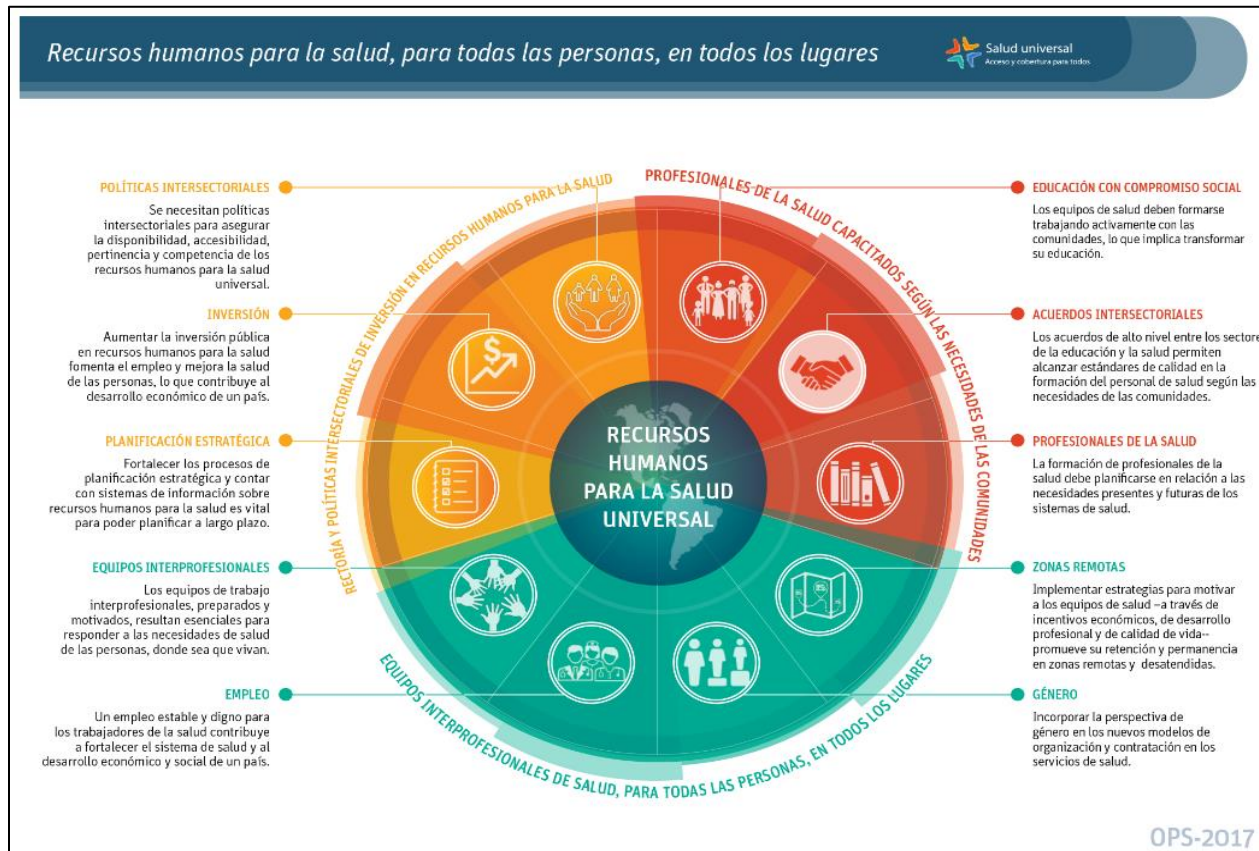 Recursos humanos para la salud, para todas las personas, en todos los lugares
Salud universal
Acceso y cobertura para todos
RECTORÍA Y POLÍTICAS INTERSECTORIALES DE INVERSIÓN EN RECURSOS HUMANOS PARA LA SALUD
PROFESIONALES DE LA SALUD CAPACITADOS SEGÚN LAS NECESIDADES DE LAS COMUNIDADES
EQUIPOS INTERPROFESIONALES DE SALUD, PARA TODAS LAS PERSONAS, EN TODOS LOS LUGARES
RECURSOS
HUMANOS
PARA LA SALUD
UNIVERSAL
POLÍTICAS INTERSECTORIALES
Se necesitan políticas
intersectoriales para asegurar
la disponibilidad, accesibilidad,
pertinencia y competencia de los
recursos humanos para la salud
universal.
INVERSIÓN
Aumentar la inversión pública
en recursos humanos para la salud
fomenta el empleo y mejora la salud
de las personas, lo que contribuye al
desarrollo económico de un país.
$
PLANIFICACIÓN ESTRATÉGICA
Fortalecer los procesos de
planificación estratégica y contar
con sistemas de información sobre
recursos humanos para la salud es vital
para poder planificar a largo plazo.
EQUIPOS INTERPROFESIONALES
Los equipos de trabajo
interprofesionales, preparados y
motivados, resultan esenciales para
responder a las necesidades de salud
de las personas, donde sea que vivan.
EMPLEO
Un empleo estable y digno para
los trabajadores de la salud contribuye
a fortalecer el sistema de salud y al
desarrollo económico y social de un país.
EDUCACIÓN CON COMPROMISO SOCIAL
Los equipos de salud deben formarse
trabajando activamente con las
comunidades, lo que implica transformar
su educación.
ACUERDOS INTERSECTORIALES
Los acuerdos de alto nivel entre los sectore
de la educación y la salud permiten
alcanzar estándares de calidad en la
formación del personal de salud según las
necesidades de las comunidades.
PROFESIONALES DE LA SALUD
La formación de profesionales de la
salud debe planificarse en relación a las
necesidades presentes y futuras de los
sistemas de salud.
ZONAS REMOTAS
Implementar estrategias para motivar
a los equipos de salud –a través de
incentivos económicos, de desarrollo
profesional y de calidad de vida--
promueve su retención y permanencia
en zonas remotas y desatendidas.
GÉNERO
Incorporar la perspectiva de
género en los nuevos modelos de
organización y contratación en los
servicios de salud.
OPS-2017